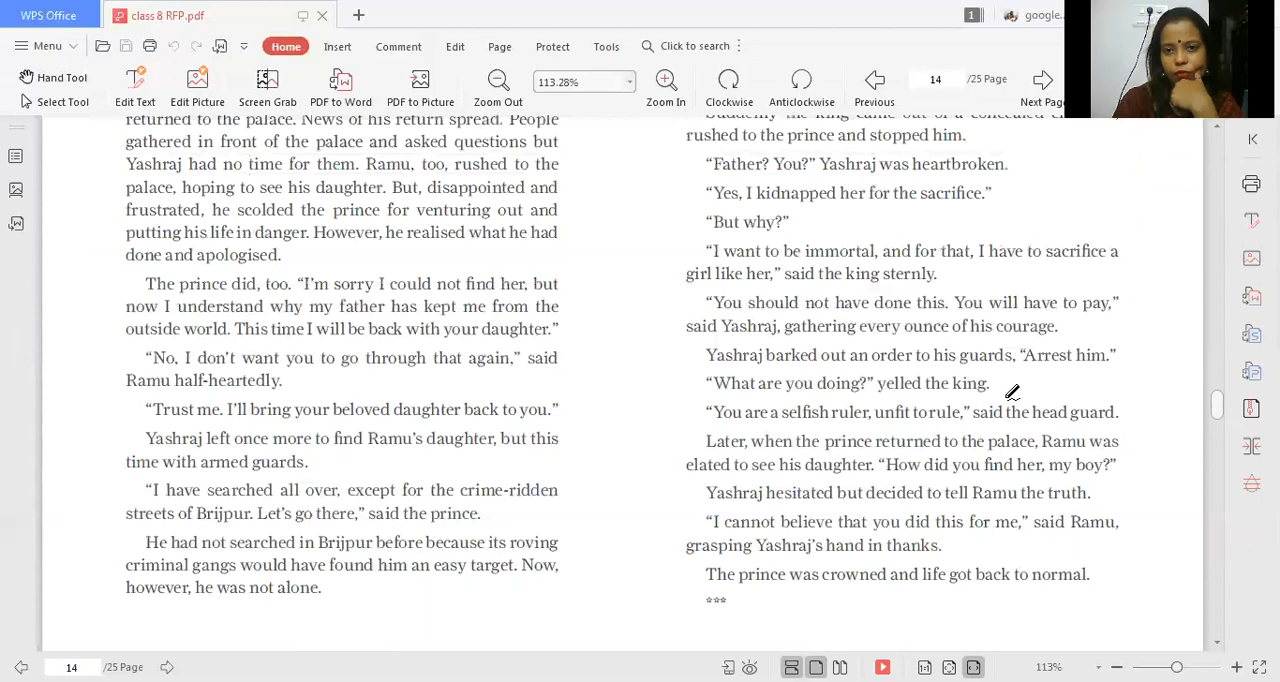 WPS Office
class 8 RFP.pdf
1
google...
Menu
Home Insert Comment Edit Page Protect Tools Click to search
Hand Tool
Select Tool
Edit Text Edit Picture Screen Grab PDF to Word PDF to Picture Zoom Out
113.28%
Zoom In Clockwise Anticlockwise Previous
14 /25 Page
Next Pag
returned to the palace. News of his return spread. People
gathered in front of the palace and asked questions but
Yashraj had no time for them. Ramu, too, rushed to the
palace, hoping to see his daughter. But, disappointed and
frustrated, he scolded the prince for venturing out and
putting his life in danger. However, he realised what he had
done and apologised.
The prince did, too. “I’m sorry I could not find her, but
now I understand why my father has kept me from the
outside world. This time I will be back with your daughter.”
“No, I don’t want you to go through that again,” said
Ramu half-heartedly.
“Trust me. I’ll bring your beloved daughter back to you.”
Yashraj left once more to find Ramu’s daughter, but this
time with armed guards.
“I have searched all over, except for the crime-ridden
streets of Brijpur. Let’s go there,” said the prince.
He had not searched in Brijpur before because its roving
criminal gangs would have found him an easy target. Now,
however, he was not alone.
Suddenly the king came out of a concealed
rushed to the prince and stopped him.
“Father? You?” Yashraj was heartbroken.
“Yes, I kidnapped her for the sacrifice.”
“But why?”
“I want to be immortal, and for that, I have to sacrifice a
girl like her,” said the king sternly.
“You should not have done this. You will have to pay,”
said Yashraj, gathering every ounce of his courage.
Yashraj barked out an order to his guards, “Arrest him.”
“What are you doing?” yelled the king.
“You are a selfish ruler, unfit to rule,” said the head guard.
Later, when the prince returned to the palace, Ramu was
elated to see his daughter. “How did you find her, my boy?”
Yashraj hesitated but decided to tell Ramu the truth.
“I cannot believe that you did this for me,” said Ramu,
grasping Yashraj’s hand in thanks.
The prince was crowned and life got back to normal.
***
14 /25 Page
113%